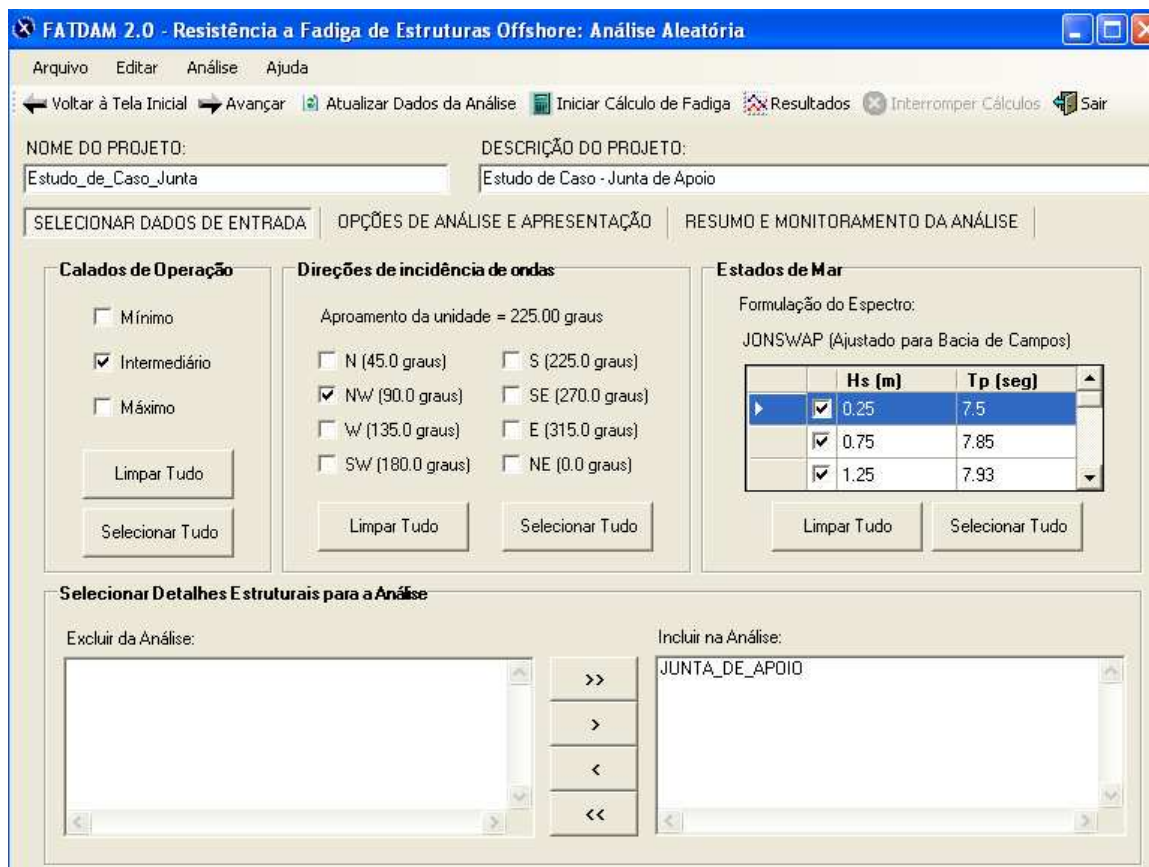 FATDAM 2.0 - Resistência a Fadiga de Estruturas Offshore: Análise Aleatória
Arquivo Editar Análise Ajuda
Voltar à Tela Inicial Avançar Atualizar Dados da Análise Iniciar Cálculo de Fadiga Resultados Interromper Cálculos Sair
NOME DO PROJETO: DESCRIÇÃO DO PROJETO:
Estudo_de_Caso_Junta Estudo de Caso - Junta de Apoio
SELECIONAR DADOS DE ENTRADA OPÇÕES DE ANÁLISE E APRESENTAÇÃO RESUMO E MONITORAMENTO DA ANÁLISE
Calados de Operação
Mínimo
Intermediário
Máximo
Limpar Tudo
Selecionar Tudo
Direções de incidência de ondas
Aproamento da unidade = 225.00 graus
N (45.0 graus) S (225.0 graus)
NW (90.0 graus) SE (270.0 graus)
W (135.0 graus) E (315.0 graus)
SW (180.0 graus) NE (0.0 graus)
Limpar Tudo Selecionar Tudo
Estados de Mar
Formulação do Espectro:
JONSWAP (Ajustado para Bacia de Campos)
Hs (m) Tp (seg)
0.25 7.5
0.75 7.85
1.25 7.93
Limpar Tudo Selecionar Tudo
Selecionar Detalhes Estruturais para a Análise
Excluir da Análise: Incluir na Análise:
JUNTA_DE_APOIO
>>
>
<
<<